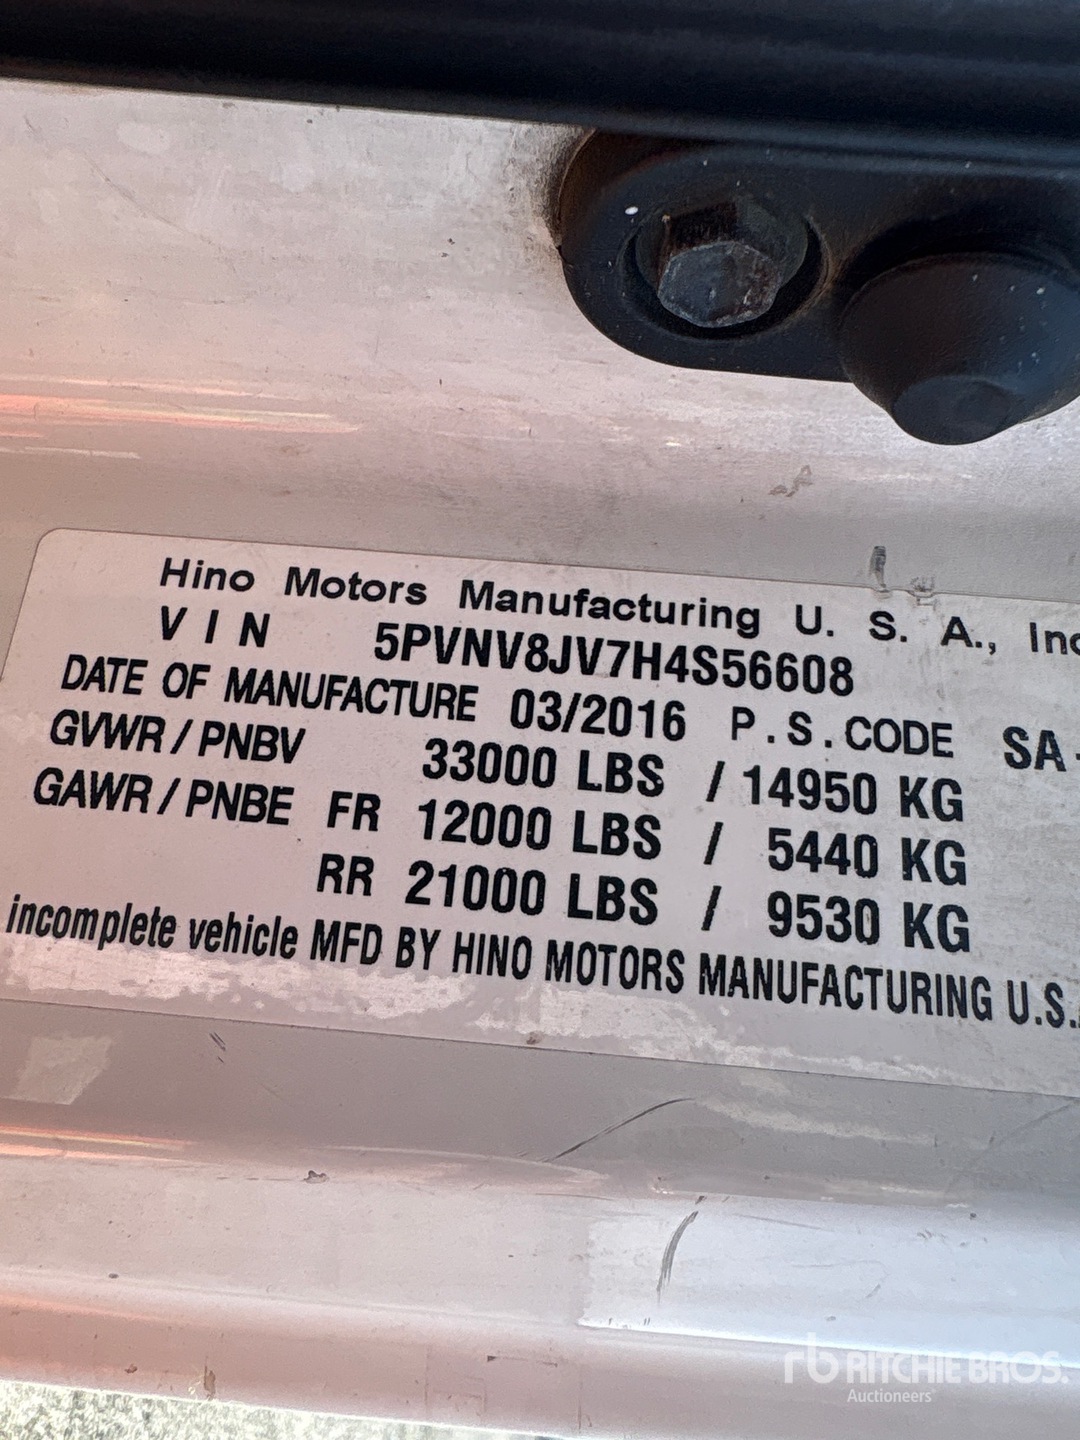 Hino Motors Manufacturing U. S. A., Inc
VIN 5PVNV8JV7H4S56608
DATE OF MANUFACTURE 03/2016 P.S.CODE SA-
GVWR/PNBV 33000 LBS / 14950 KG
GAWR/PNBE FR 12000 LBS / 5440 KG
RR 21000 LBS / 9530 KG
incomplete vehicle MFD BY HINO MOTORS MANUFACTURING U.S.
rb RITCHIE BROS.
Auctioneers